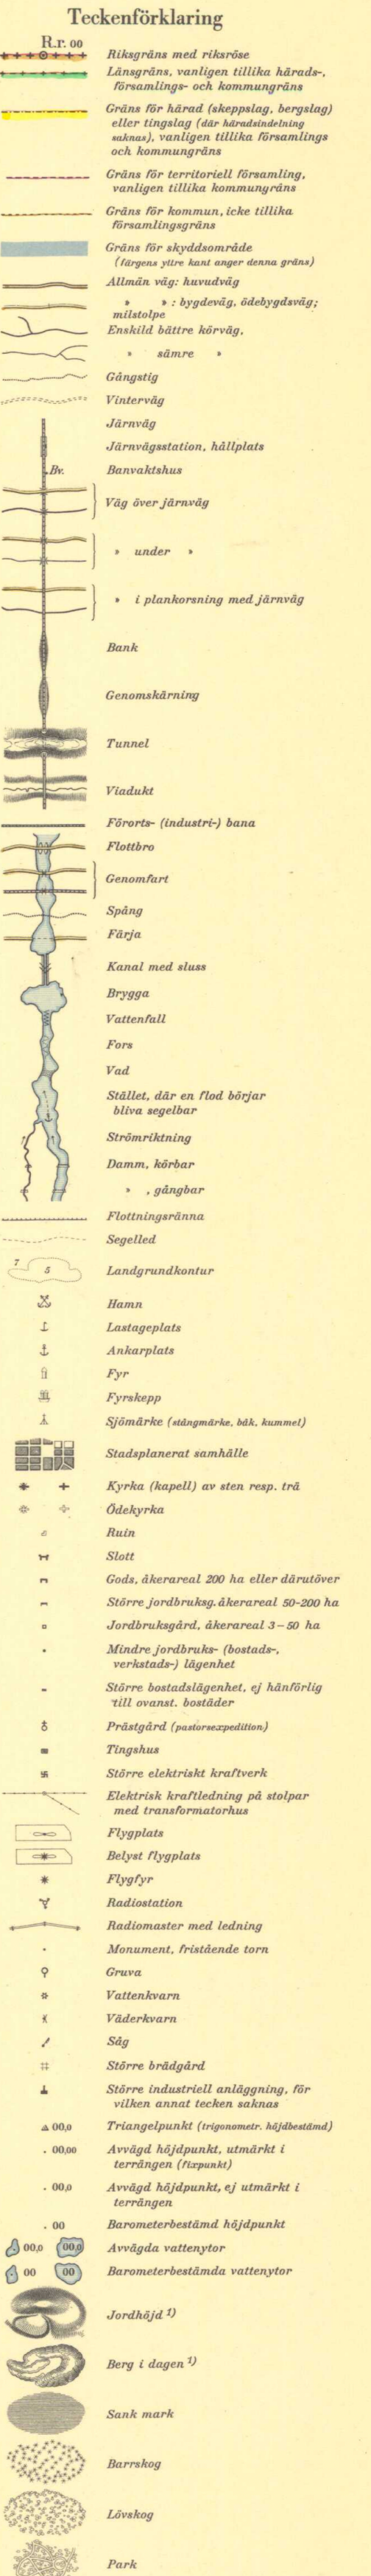 Teckenförklaring
R.r. 00
Riksgräns med riksröse
Länsgräns, vanligen tillika härads-,
församlings- och kommungräns
Gräns för härad (skeppslag, bergslag)
eller tingslag (där häradsindelning
saknas), vanligen tillika församlings
och kommungräns
Gräns för territoriell församling,
vanligen tillika kommungräns
Gräns för kommun, icke tillika
församlingsgräns
Gräns för skyddsområde
(färgens yttre kant anger denna gräns)
Allmän väg: huvudväg
» » : bygdeväg, ödebygdsväg;
milstolpe
Enskild bättre körväg,
» sämre »
Gångstig
Vinterväg
Järnväg
Järnvägsstation, hållplats
Bv. Banvaktshus
Väg över järnväg
» under »
» i plankorsning med järnväg
Bank
Genomskärning
Tunnel
Viadukt
Förorts- (industri-) bana
Flottbro
Genomfart
Spång
Färja
Kanal med sluss
Brygga
Vattenfall
Fors
Vad
Stället, där en flod börjar
bliva segelbar
Strömriktning
Damm, körbar
» , gångbar
Flottningsränna
Segelled
7 5 Landgrundkontur
Hamn
Lastageplats
Ankarplats
Fyr
Fyrskepp
Sjömärke (stångmärke, båk, kummel)
Stadsplanerat samhälle
Kyrka (kapell) av sten resp. trä
Ödekyrka
Ruin
Slott
Gods, åkerareal 200 ha eller därutöver
Större jordbruksg. åkerareal 50-200 ha
Jordbruksgård, åkerareal 3–50 ha
Mindre jordbruks- (bostads-,
verkstads-) lägenhet
Större bostadslägenhet, ej hänförlig
till ovanst. bostäder
Prästgård (pastorsexpedition)
Tingshus
Större elektriskt kraftverk
Elektrisk kraftledning på stolpar
med transformatorhus
Flygplats
Belyst flygplats
Flygfyr
Radiostation
Radiomaster med ledning
Monument, fristående torn
Gruva
Vattenkvarn
Väderkvarn
Såg
Större brädgård
Större industriell anläggning, för
vilken annat tecken saknas
00,0 Triangelpunkt (trigonometr. höjdbestämd)
. 00,00 Avvägd höjdpunkt, utmärkt i
terrängen (fixpunkt)
. 00,0 Avvägd höjdpunkt, ej utmärkt i
terrängen
. 00 Barometerbestämd höjdpunkt
00,0 00,0 Avvägda vattenytor
00 00 Barometerbestämda vattenytor
Jordhöjd 1)
Berg i dagen 1)
Sank mark
Barrskog
Lövskog
Park